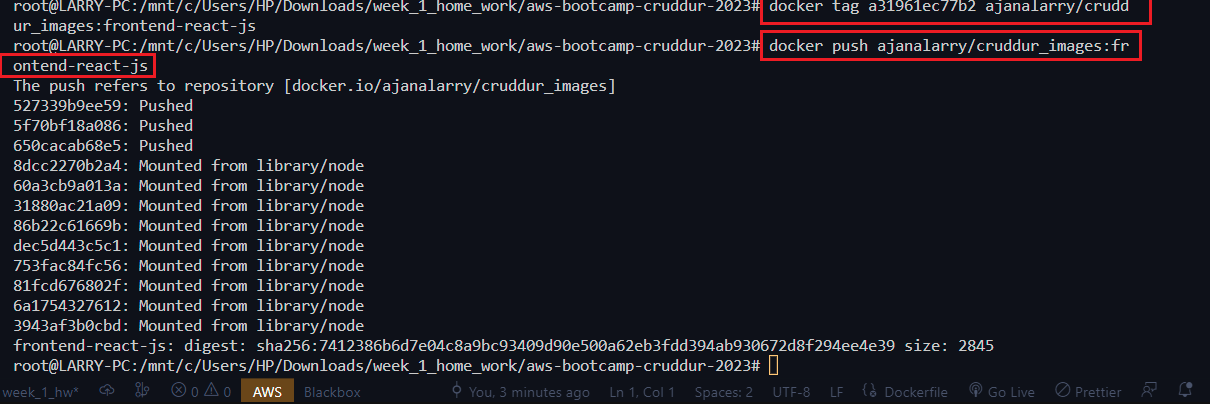 root@LARRY-PC:/mnt/c/Users/HP/Downloads/week_1_home_work/aws-bootcamp-cruddur-2023# docker tag a31961ec77b2 ajanalarry/crudd
ur_images:frontend-react-js
root@LARRY-PC:/mnt/c/Users/HP/Downloads/week_1_home_work/aws-bootcamp-cruddur-2023# docker push ajanalarry/cruddur_images:fr
ontend-react-js
The push refers to repository [docker.io/ajanalarry/cruddur_images]
527339b9ee59: Pushed
5f70bf18a086: Pushed
650cacab68e5: Pushed
8dcc2270b2a4: Mounted from library/node
60a3cb9a013a: Mounted from library/node
31880ac21a09: Mounted from library/node
86b22c61669b: Mounted from library/node
dec5d443c5c1: Mounted from library/node
753fac84fc56: Mounted from library/node
81fcd676802f: Mounted from library/node
6a1754327612: Mounted from library/node
3943af3b0cbd: Mounted from library/node
frontend-react-js: digest: sha256:7412386b6d7e04c8a9bc93409d90e500a62eb3fdd394ab930672d8f294ee4e39 size: 2845
root@LARRY-PC:/mnt/c/Users/HP/Downloads/week_1_home_work/aws-bootcamp-cruddur-2023#
week_1_hw* 0 0 AWS Blackbox You, 3 minutes ago Ln 1, Col 1 Spaces: 2 UTF-8 LF Dockerfile Go Live Prettier